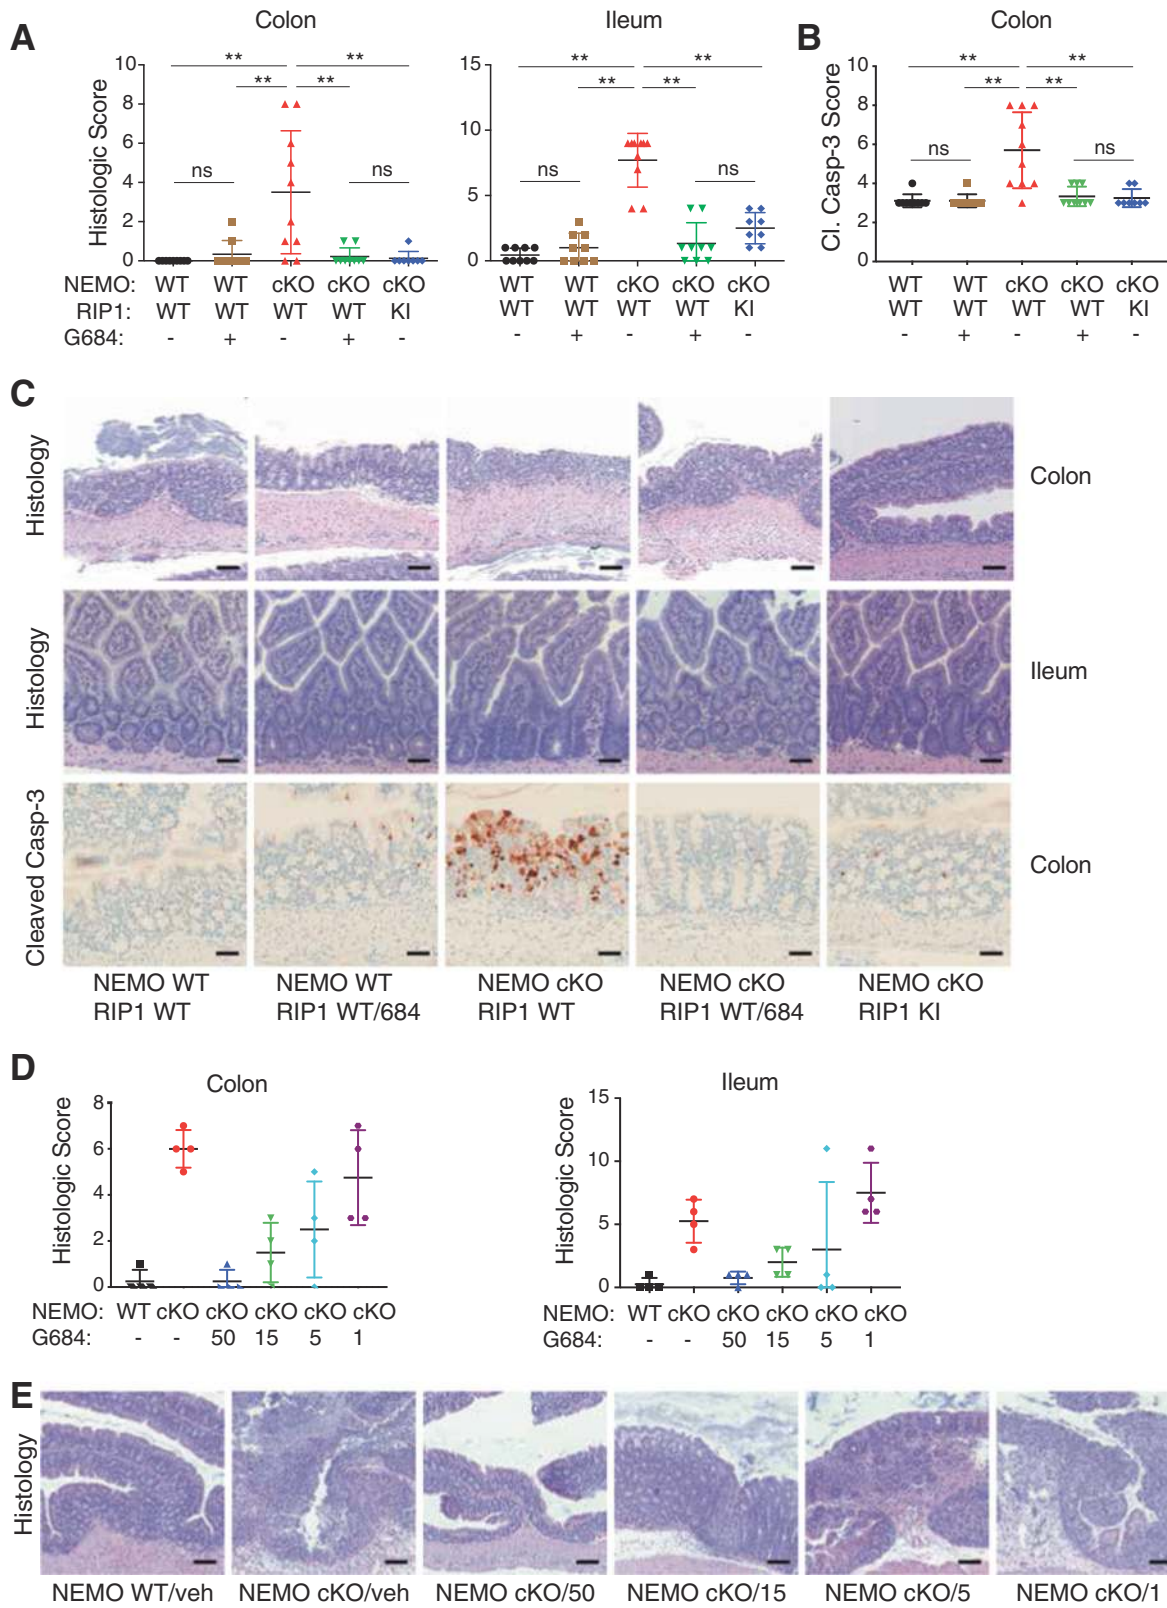 A
Colon
Ileum
B
Colon
Histologic Score
10
8
6
4
2
0
** **
** **
ns
ns
15
10
5
0
** **
** **
ns
ns
Cl. Casp-3 Score
10
8
6
4
2
0
** **
** **
ns
ns
NEMO: WT WT cKO cKO cKO
RIP1: WT WT WT WT KI
G684: - + - + -
WT WT cKO cKO cKO
WT WT WT WT KI
- + - + -
WT WT cKO cKO cKO
WT WT WT WT KI
- + - + -
C
Histology
Colon
Histology
Ileum
Cleaved Casp-3
Colon
NEMO WT
RIP1 WT
NEMO WT
RIP1 WT/684
NEMO cKO
RIP1 WT
NEMO cKO
RIP1 WT/684
NEMO cKO
RIP1 KI
D
Colon
Histologic Score
8
6
4
2
0
NEMO: WT cKO cKO cKO cKO cKO
G684: - - 50 15 5 1
Ileum
Histologic Score
15
10
5
0
NEMO: WT cKO cKO cKO cKO cKO
G684: - - 50 15 5 1
E
Histology
NEMO WT/veh
NEMO cKO/veh
NEMO cKO/50
NEMO cKO/15
NEMO cKO/5
NEMO cKO/1